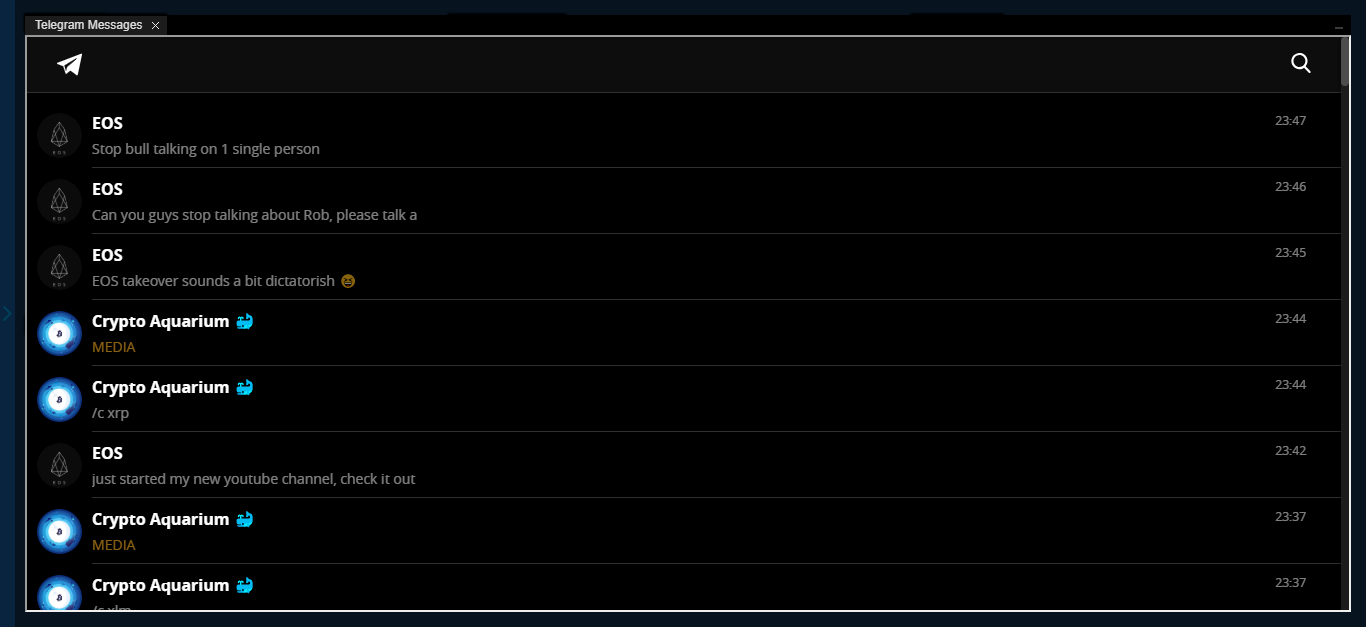 Telegram Messages
EOS
23:47
Stop bull talking on 1 single person
EOS
23:46
Can you guys stop talking about Rob, please talk a
EOS
23:45
EOS takeover sounds a bit dictatorish 😆
Crypto Aquarium 🐳
23:44
MEDIA
Crypto Aquarium 🐳
23:44
/c xrp
EOS
23:42
just started my new youtube channel, check it out
Crypto Aquarium 🐳
23:37
MEDIA
Crypto Aquarium 🐳
23:37
/c xlm